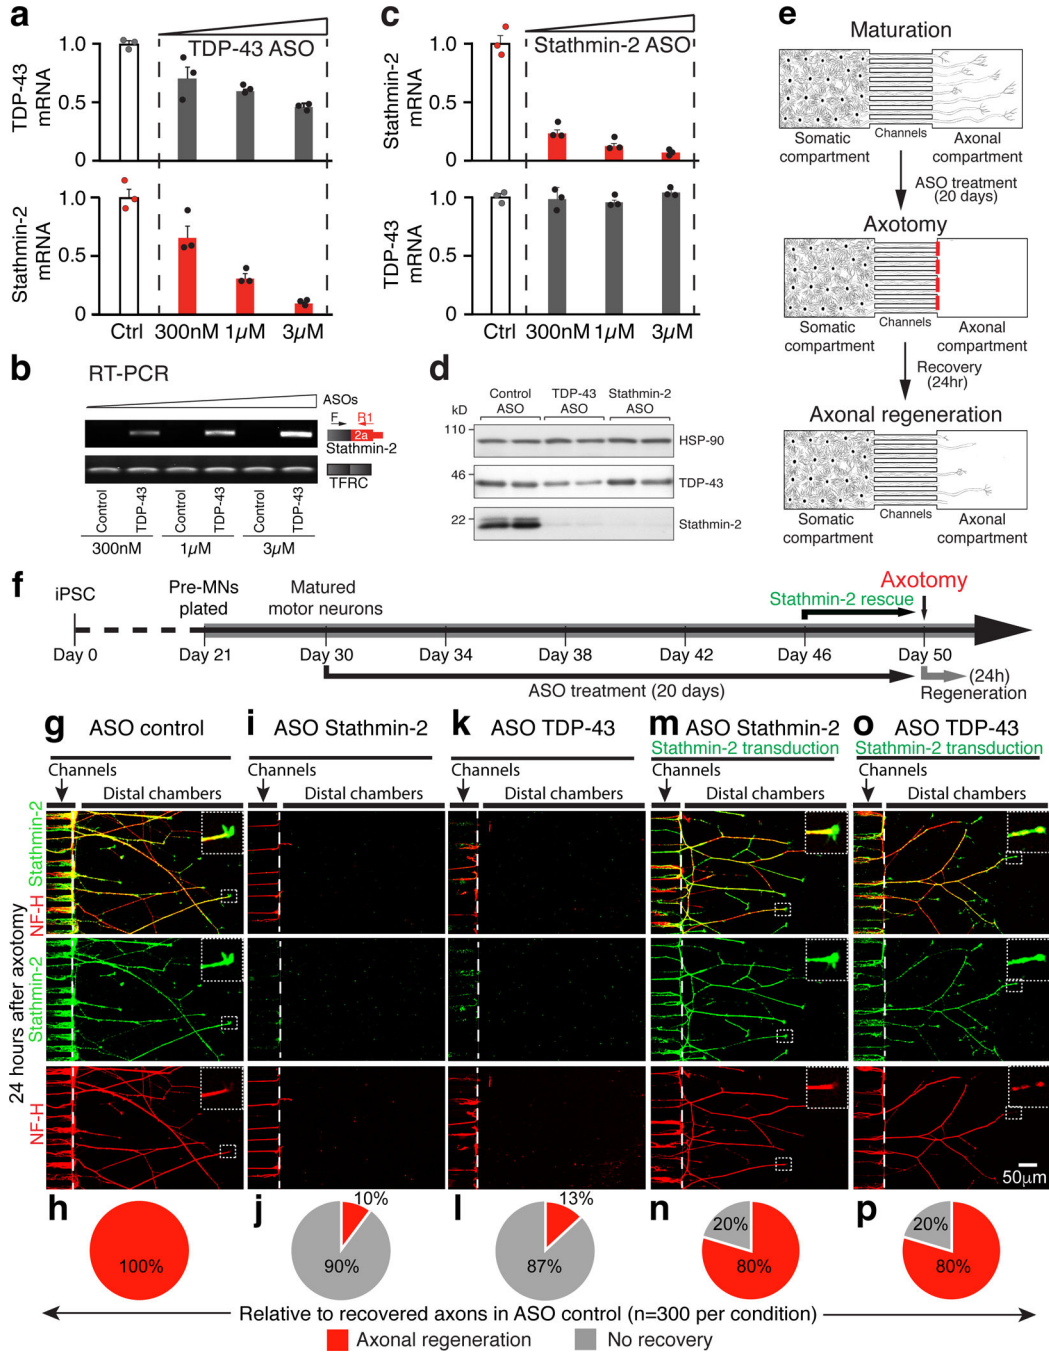 a
TDP-43 ASO
TDP-43
mRNA
1.0
0.5
0
Stathmin-2
mRNA
1.0
0.5
0
Ctrl 300nM 1µM 3µM
c
Stathmin-2 ASO
Stathmin-2
mRNA
1.0
0.5
0
TDP-43
mRNA
1.0
0.5
0
Ctrl 300nM 1µM 3µM
e
Maturation
Somatic
compartment
Channels
Axonal
compartment
ASO treatment
(20 days)
Axotomy
Somatic
compartment
Channels
Axonal
compartment
Recovery
(24hr)
Axonal regeneration
Somatic
compartment
Channels
Axonal
compartment
b
RT-PCR
ASOs
F R1
2a
Stathmin-2
TFRC
Control TDP-43 Control TDP-43 Control TDP-43
300nM 1µM 3µM
d
Control
ASO
TDP-43
ASO
Stathmin-2
ASO
kD
110
HSP-90
46
TDP-43
22
Stathmin-2
f
iPSC
Pre-MNs
plated
Matured
motor neurons
Stathmin-2 rescue
Axotomy
Day 0 Day 21 Day 30 Day 34 Day 38 Day 42 Day 46 Day 50
ASO treatment (20 days)
(24h)
Regeneration
g ASO control
Channels
Distal chambers
i ASO Stathmin-2
Channels
Distal chambers
k ASO TDP-43
Channels
Distal chambers
m ASO Stathmin-2
Stathmin-2 transduction
Channels
Distal chambers
o ASO TDP-43
Stathmin-2 transduction
Channels
Distal chambers
24 hours after axotomy
Stathmin-2
NF-H
Stathmin-2
NF-H
50µm
h
100%
j
10%
90%
l
13%
87%
n
20%
80%
p
20%
80%
Relative to recovered axons in ASO control (n=300 per condition)
Axonal regeneration
No recovery